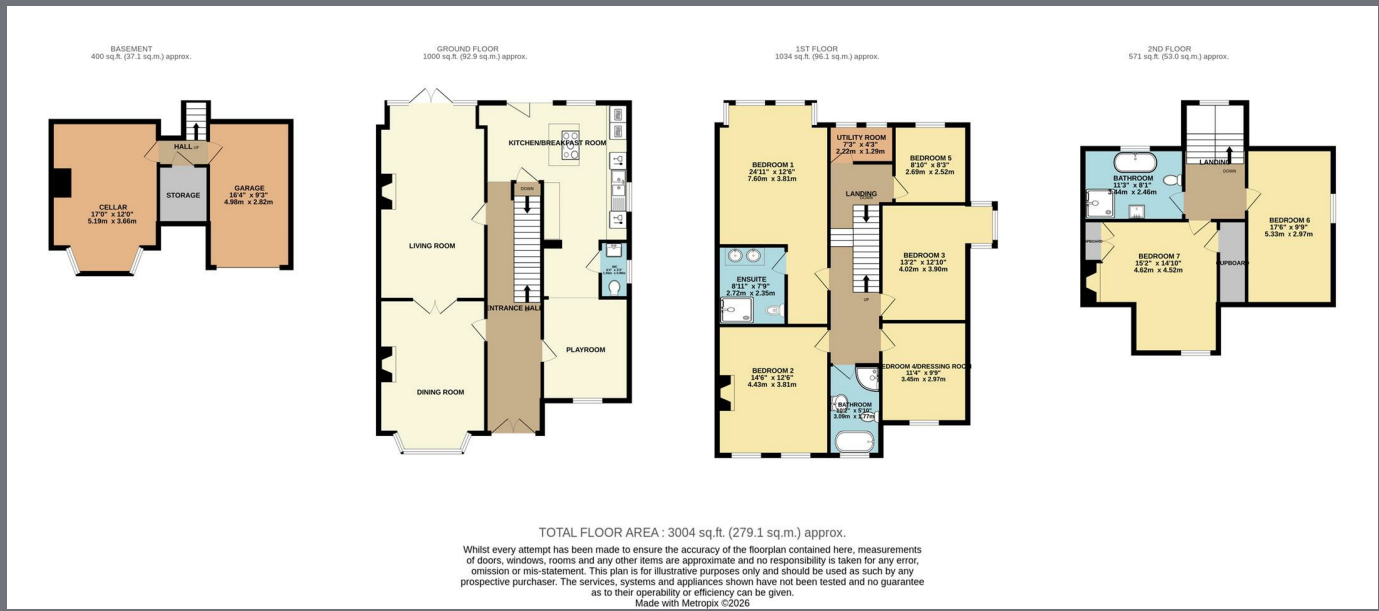 BASEMENT
400 sq.ft. (37.1 sq.m.) approx.
GROUND FLOOR
1000 sq.ft. (92.9 sq.m.) approx.
1ST FLOOR
1034 sq.ft. (96.1 sq.m.) approx.
2ND FLOOR
571 sq.ft. (53.0 sq.m.) approx.
HALL
UP
STORAGE
CELLAR
17'0" x 12'0"
5.19m x 3.66m
GARAGE
16'4" x 9'3"
4.98m x 2.82m
KITCHEN/BREAKFAST ROOM
DOWN
LIVING ROOM
WC
ENTRANCE HALL
PLAYROOM
DINING ROOM
BEDROOM 1
24'11" x 12'6"
7.60m x 3.81m
UTILITY ROOM
7'3" x 4'3"
2.22m x 1.29m
BEDROOM 5
8'10" x 8'3"
2.69m x 2.52m
LANDING
DOWN
BEDROOM 3
13'2" x 12'10"
4.02m x 3.90m
ENSUITE
8'11" x 7'9"
2.72m x 2.35m
UP
BEDROOM 2
14'6" x 12'6"
4.43m x 3.81m
BEDROOM 4/DRESSING ROOM
11'4" x 9'9"
3.45m x 2.97m
BATHROOM
10'2" x 5'10"
3.09m x 1.77m
LANDING
DOWN
BATHROOM
11'3" x 8'1"
3.44m x 2.46m
BEDROOM 6
17'6" x 9'9"
5.33m x 2.97m
CUPBOARD
BEDROOM 7
15'2" x 14'10"
4.62m x 4.52m
CUPBOARD
TOTAL FLOOR AREA : 3004 sq.ft. (279.1 sq.m.) approx.
Whilst every attempt has been made to ensure the accuracy of the floorplan contained here, measurements
of doors, windows, rooms and any other items are approximate and no responsibility is taken for any error,
omission or mis-statement. This plan is for illustrative purposes only and should be used as such by any
prospective purchaser. The services, systems and appliances shown have not been tested and no guarantee
as to their operability or efficiency can be given.
Made with Metropix ©2026